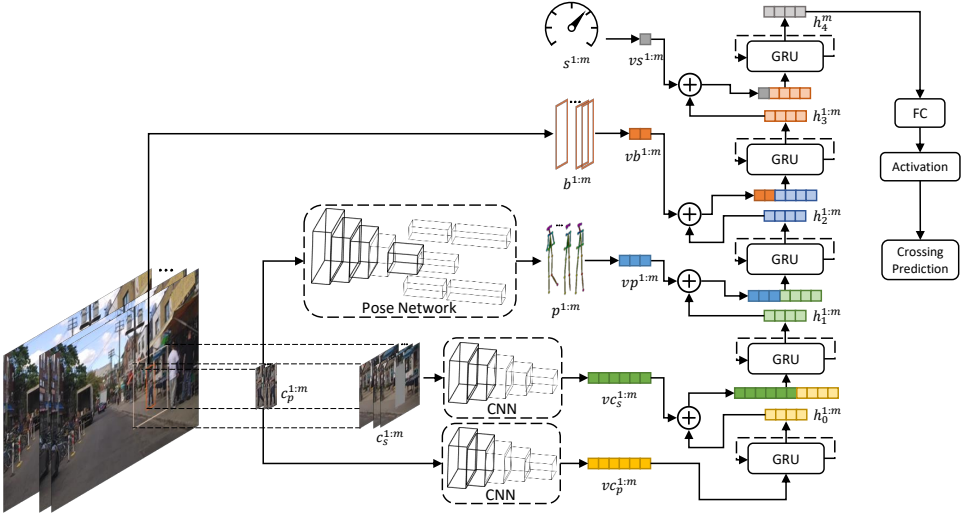 h_4^m
GRU
s^{1:m}
vs^{1:m}
h_3^{1:m}
FC
GRU
vb^{1:m}
Activation
b^{1:m}
h_2^{1:m}
GRU
Crossing
Prediction
vp^{1:m}
Pose Network
p^{1:m}
h_1^{1:m}
GRU
c_p^{1:m}
vc_s^{1:m}
CNN
h_0^{1:m}
c_s^{1:m}
GRU
vc_p^{1:m}
CNN